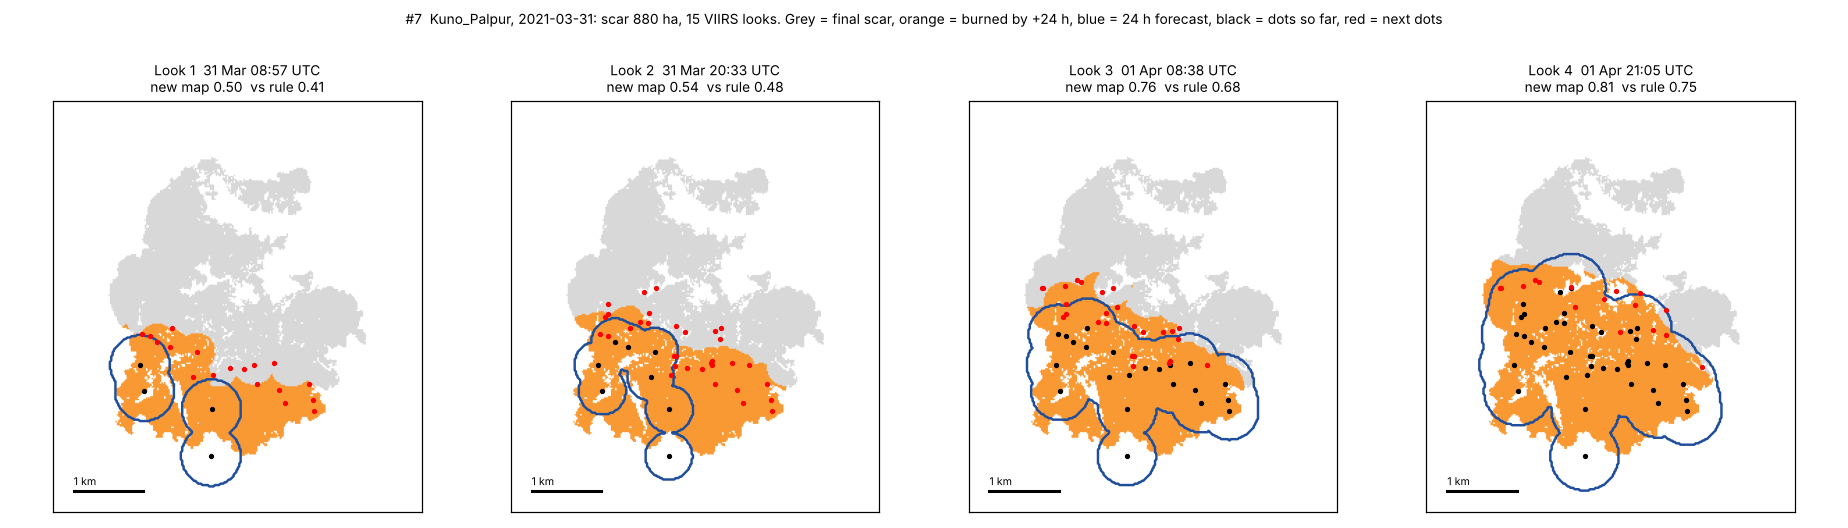 #7 Kuno_Palpur, 2021-03-31: scar 880 ha, 15 VIIRS looks. Grey = final scar, orange = burned by +24 h, blue = 24 h forecast, black = dots so far, red = next dots
Look 1 31 Mar 08:57 UTC
new map 0.50 vs rule 0.41
1 km
Look 2 31 Mar 20:33 UTC
new map 0.54 vs rule 0.48
1 km
Look 3 01 Apr 08:38 UTC
new map 0.76 vs rule 0.68
1 km
Look 4 01 Apr 21:05 UTC
new map 0.81 vs rule 0.75
1 km